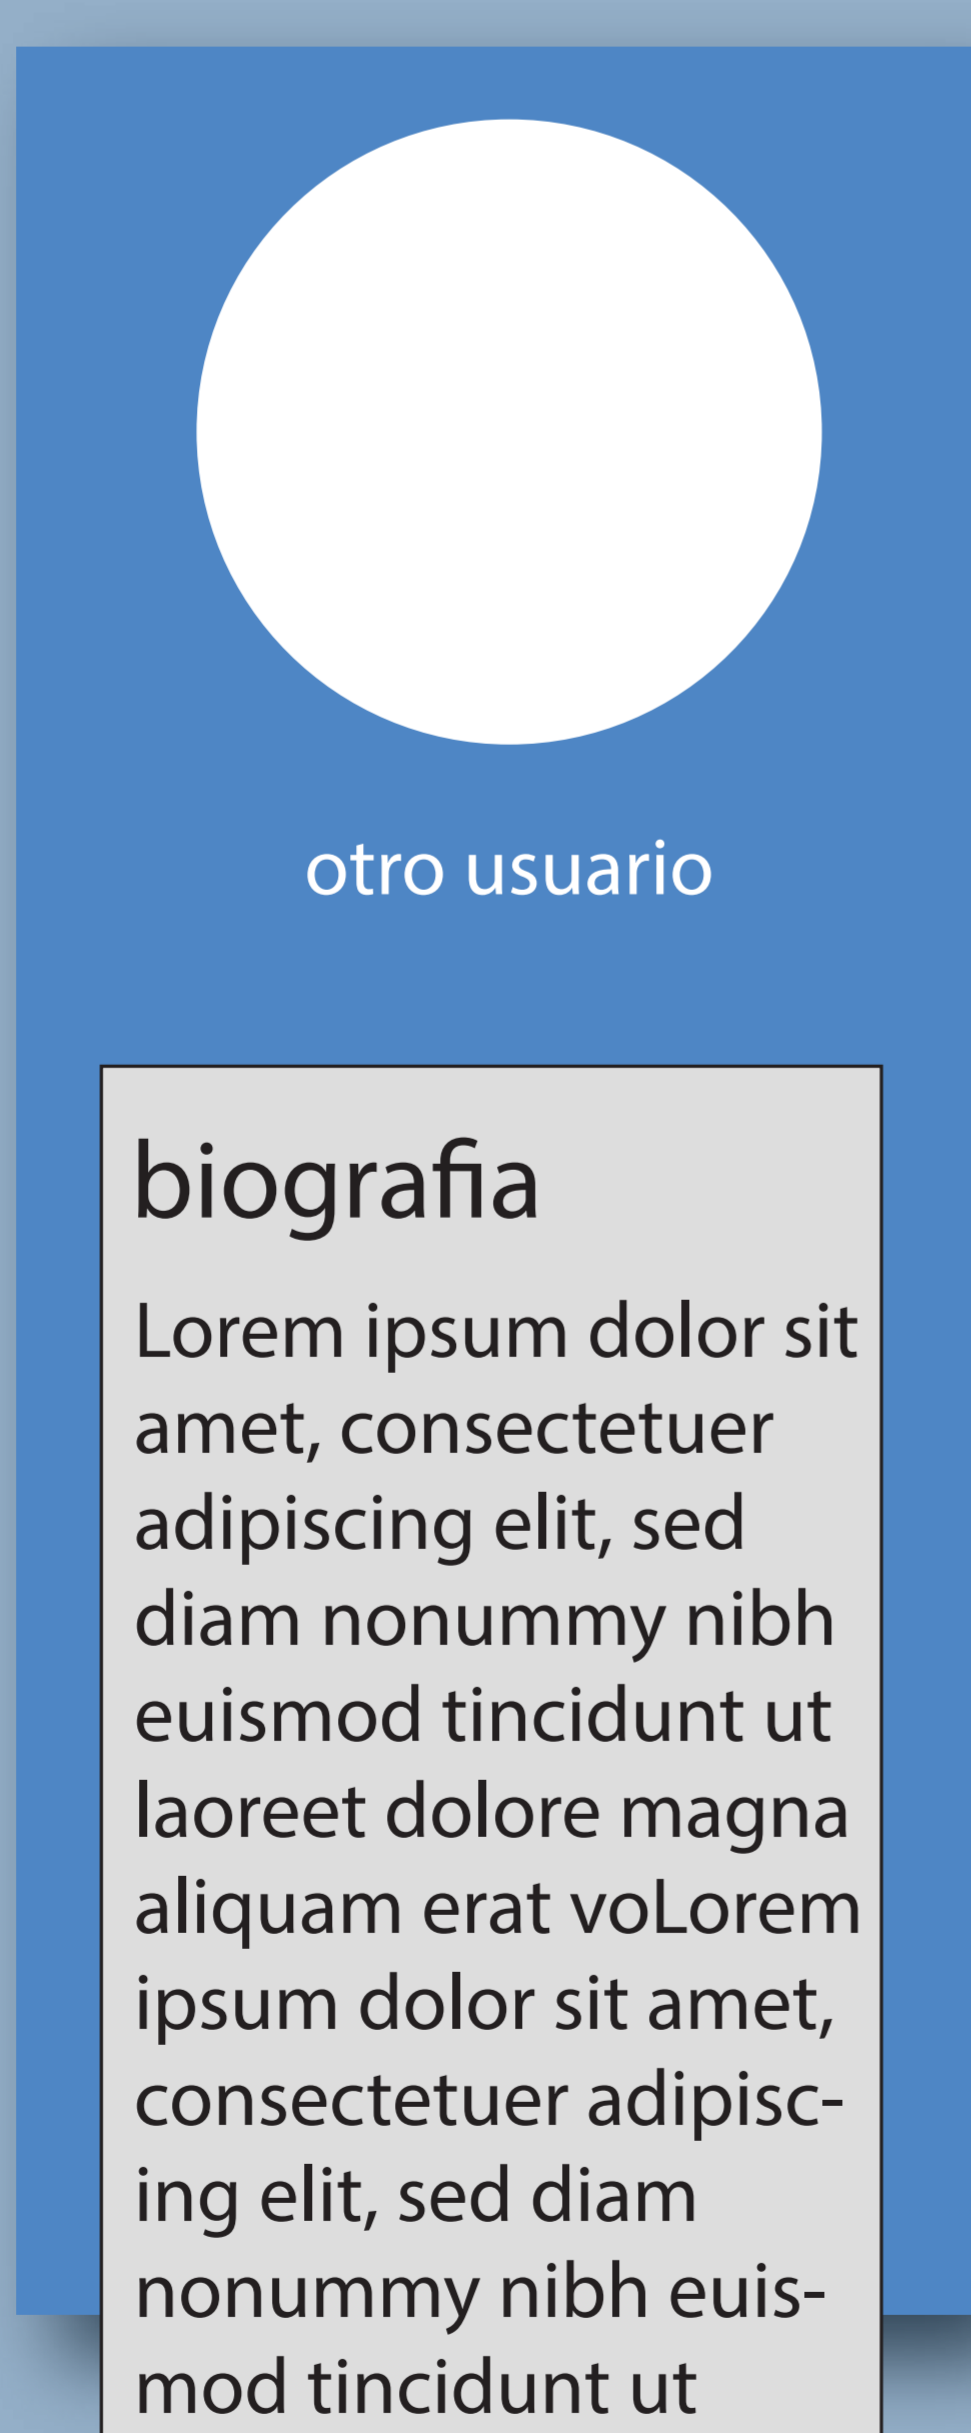 otro usuario
biografia
Lorem ipsum dolor sit
amet, consectetuer
adipiscing elit, sed
diam nonummy nibh
euismod tincidunt ut
laoreet dolore magna
aliquam erat voLorem
ipsum dolor sit amet,
consectetuer adipisc-
ing elit, sed diam
nonummy nibh euis-
mod tincidunt ut